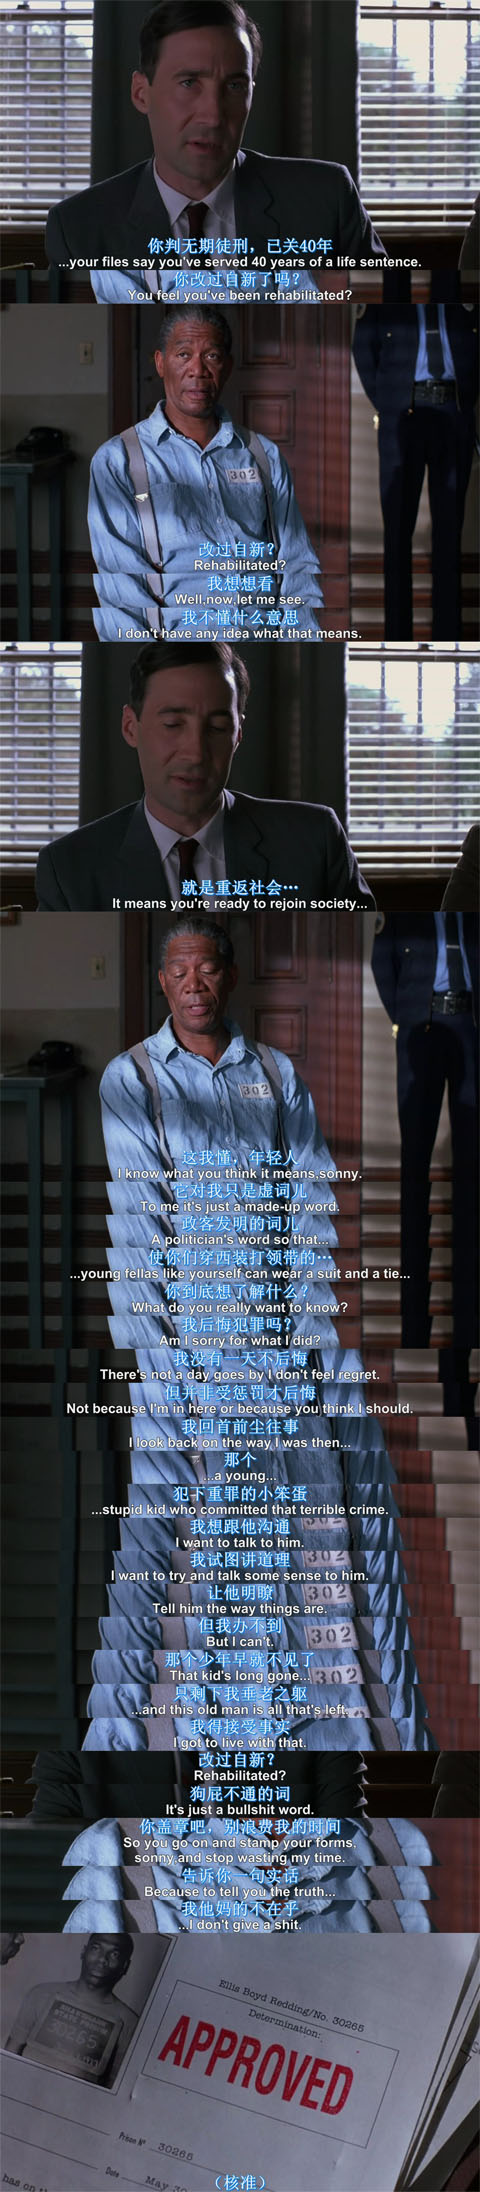 你判无期徒刑，已关40年
...your files say you've served 40 years of a life sentence.
你改过自新了吗？
You feel you've been rehabilitated?
302
改过自新？
Rehabilitated?
我想想看
Well,now,let me see.
我不懂什么意思
I don't have any idea what that means.
就是重返社会…
It means you're ready to rejoin society...
302
这我懂，年轻人
I know what you think it means,sonny.
它对我只是虚词儿
To me it's just a made-up word.
政客发明的词儿
A politician's word so that...
使你们穿西装打领带的…
...young fellas like yourself can wear a suit and a tie...
你到底想了解什么？
What do you really want to know?
我后悔犯罪吗？
Am I sorry for what I did?
我没有一天不后悔
There's not a day goes by I don't feel regret.
但并非受惩罚才后悔
Not because I'm in here or because you think I should.
我回首前尘往事
I look back on the way I was then...
那个
...a young...
犯下重罪的小笨蛋
...stupid kid who committed that terrible crime.
我想跟他沟通
I want to talk to him.
我试图讲道理
I want to try and talk some sense to him.
让他明瞭
302
Tell him the way things are.
但我办不到
But I can't.
302
那个少年早就不见了
That kid's long gone...
302
只剩下我垂老之躯
...and this old man is all that's left.
我得接受事实
I got to live with that.
改过自新？
Rehabilitated?
狗屁不通的词
It's just a bullshit word.
你盖章吧，别浪费我的时间
So you go on and stamp your forms,
sonny,and stop wasting my time.
告诉你一句实话
Because to tell you the truth...
我他妈的不在乎
...I don't give a shit.
Ellis Boyd Redding/No. 30265
Determination:
APPROVED
Prison Nº 30265
has on th
Date May 30
（核准）